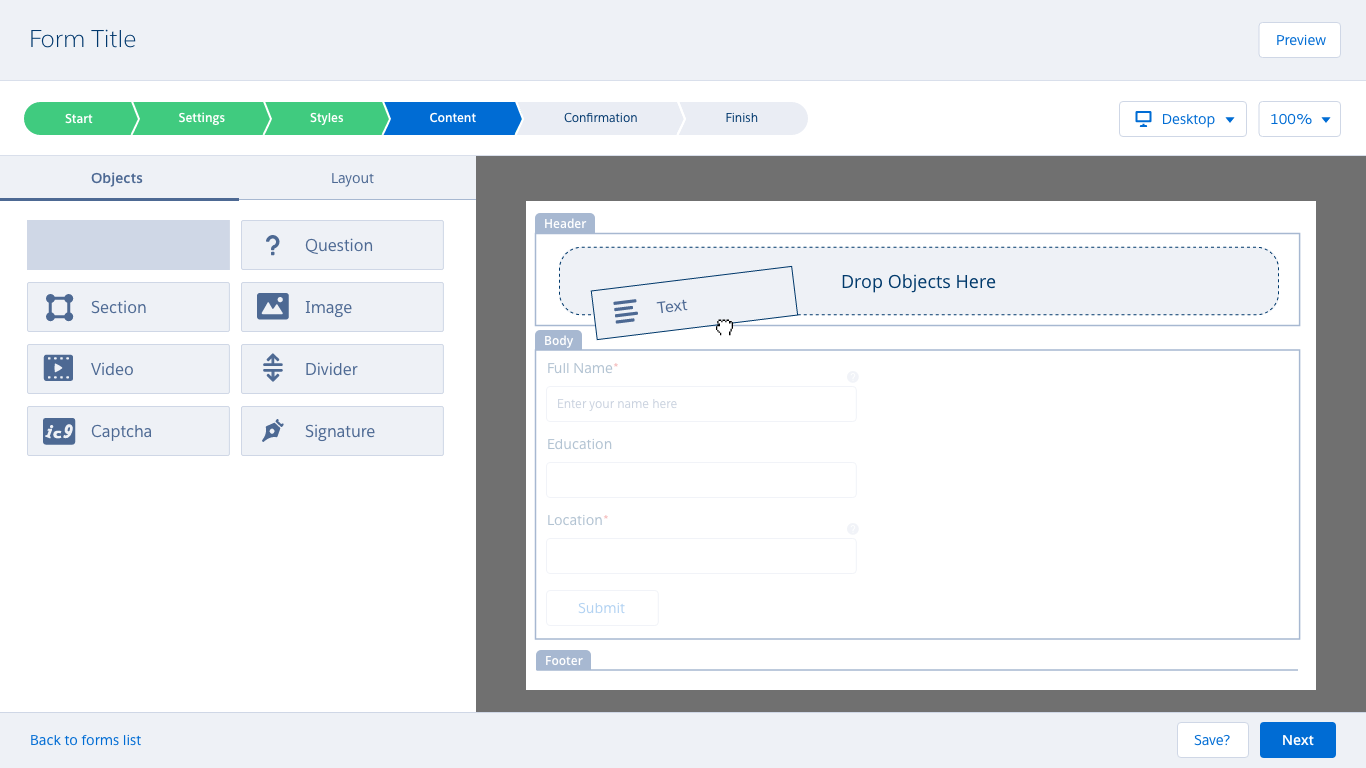 Form Title
Preview
Start Settings Styles Content Confirmation Finish
Desktop 100%
Objects Layout
Question
Section Image
Video Divider
ic9 Captcha Signature
Header
Drop Objects Here
Text
Body
Full Name*
?
Enter your name here
Education
Location*
?
Submit
Footer
Back to forms list
Save? Next